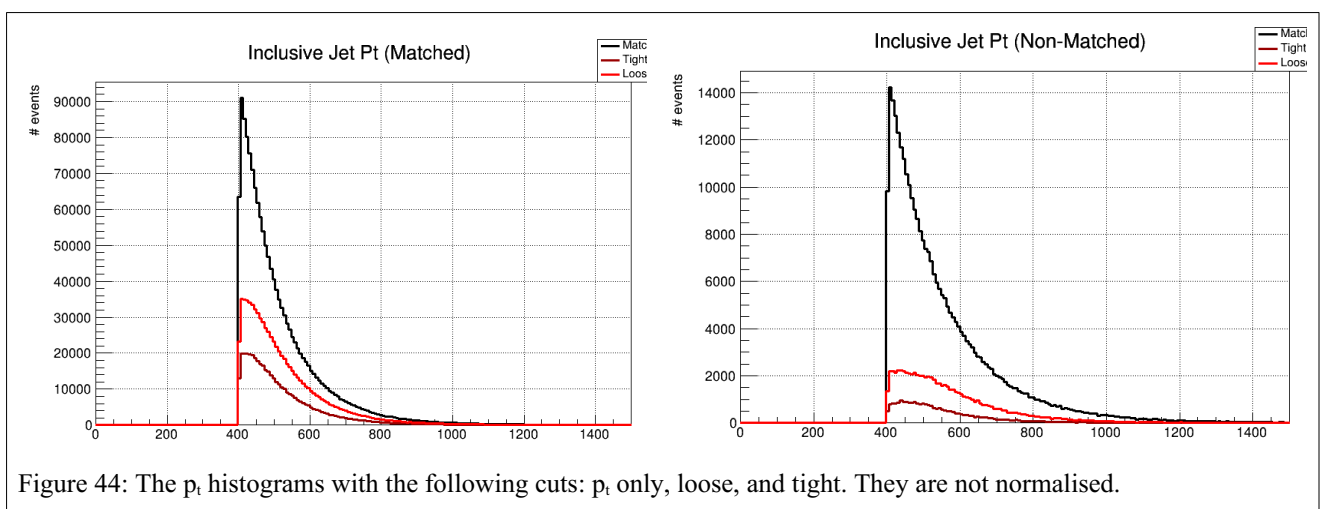 Inclusive Jet Pt (Matched)
Matc
Tight
Loos
# events
90000
80000
70000
60000
50000
40000
30000
20000
10000
0
0 200 400 600 800 1000 1200 1400
Inclusive Jet Pt (Non-Matched)
Matc
Tight
Loose
# events
14000
12000
10000
8000
6000
4000
2000
0
0 200 400 600 800 1000 1200 1400
Figure 44: The pt histograms with the following cuts: pt only, loose, and tight. They are not normalised.